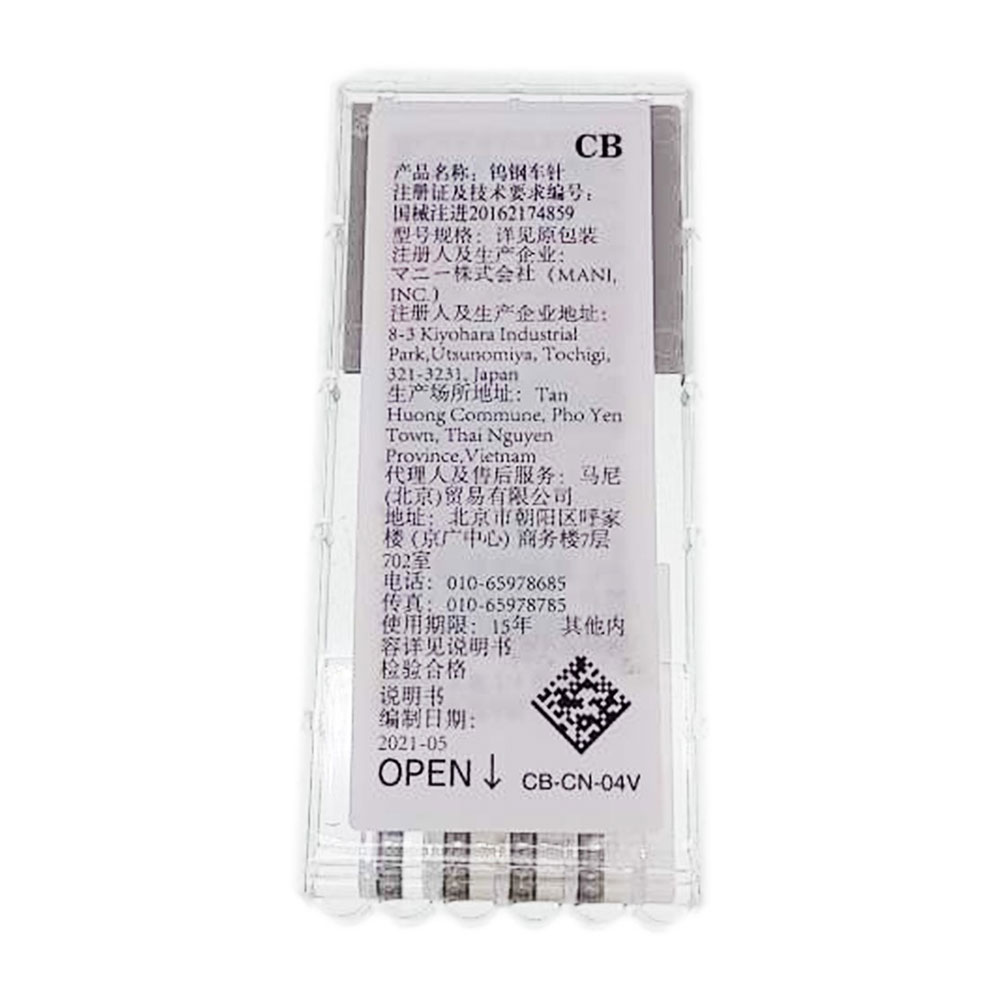 CB
产品名称：钨钢车针
注册证及技术要求编号：
国械注进20162174859
型号规格：详见原包装
注册人及生产企业：
マニー株式会社（MANI,
INC.）
注册人及生产企业地址：
8-3 Kiyohara Industrial
Park,Utsunomiya, Tochigi,
321-3231, Japan
生产场所地址：Tan
Huong Commune, Pho Yen
Town, Thai Nguyen
Province,Vietnam
代理人及售后服务：马尼
(北京)贸易有限公司
地址：北京市朝阳区呼家
楼 (京广中心) 商务楼7层
702室
电话：010-65978685
传真：010-65978785
使用期限：15年 其他内
容详见说明书
检验合格
说明书
编制日期：
2021-05
OPEN↓ CB-CN-04V